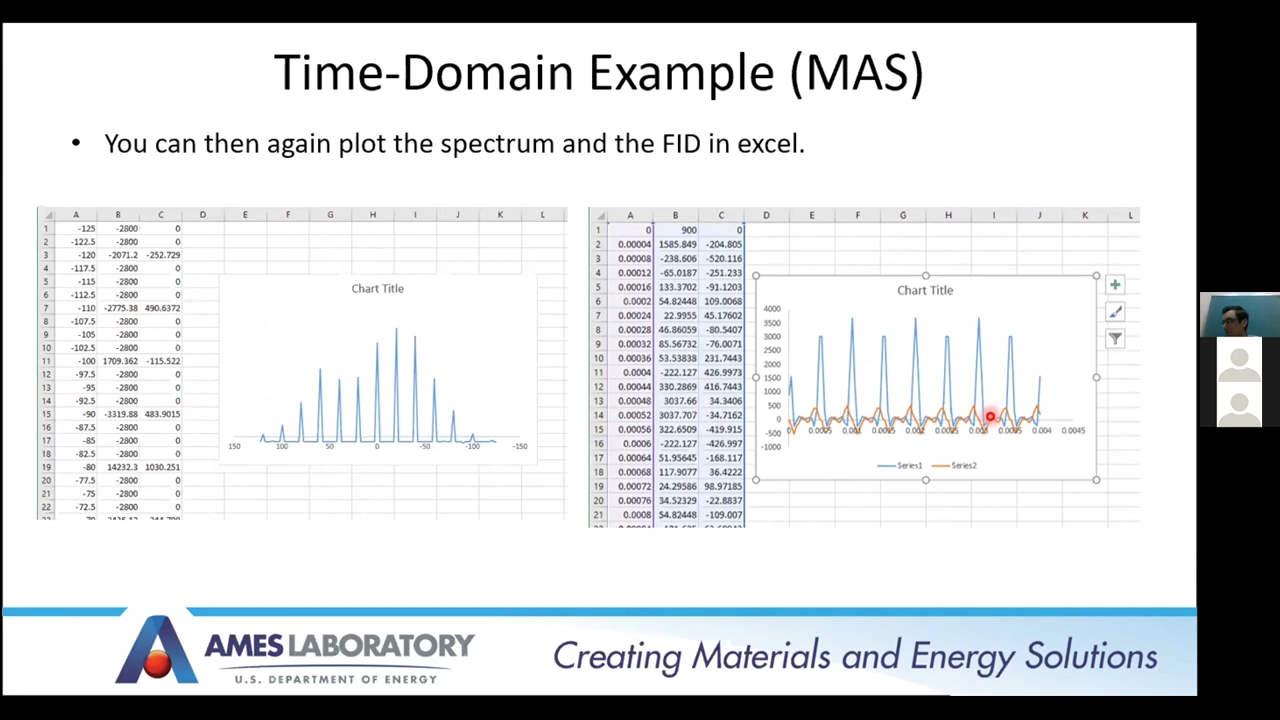 Time-Domain Example (MAS)
• You can then again plot the spectrum and the FID in excel.
A B C D E F G H I J K L
1 -125 -2800 0
2 -122.5 -2800 0
3 -120 -2071.2 -252.729
4 -117.5 -2800 0
5 -115 -2800 0
6 -112.5 -2800 0
7 -110 -2775.38 490.6372
8 -107.5 -2800 0
9 -105 -2800 0
10 -102.5 -2800 0
11 -100 1709.362 -115.522
12 -97.5 -2800 0
13 -95 -2800 0
14 -92.5 -2800 0
15 -90 -3319.88 483.9015
16 -87.5 -2800 0
17 -85 -2800 0
18 -82.5 -2800 0
19 -80 14232.3 1030.251
20 -77.5 -2800 0
21 -75 -2800 0
22 -72.5 -2800 0
Chart Title
150 100 50 0 -50 -100 -150
A B C D E F G H I J K L
1 0 900 0
2 0.00004 1585.849 -204.805
3 0.00008 -238.606 -520.116
4 0.00012 -65.0187 -251.233
5 0.00016 133.3702 -91.1203
6 0.0002 54.82448 109.0068
7 0.00024 22.9955 45.17602
8 0.00028 46.86059 -80.5407
9 0.00032 85.56732 -76.0071
10 0.00036 53.53838 231.7443
11 0.0004 -222.127 426.9973
12 0.00044 330.2869 416.7443
13 0.00048 3037.66 34.3406
14 0.00052 3037.707 -34.7162
15 0.00056 322.6509 -419.915
16 0.0006 -222.127 -426.997
17 0.00064 51.95645 -168.117
18 0.00068 117.9077 36.4222
19 0.00072 24.29586 98.97185
20 0.00076 34.52329 -22.8837
21 0.0008 54.82448 -109.007
Chart Title
4000
3500
3000
2500
2000
1500
1000
500
0
-500
-1000
0 0.0005 0.001 0.0015 0.002 0.0025 0.003 0.0035 0.004 0.0045
Series1 Series2
AMES LABORATORY
U.S. DEPARTMENT OF ENERGY
Creating Materials and Energy Solutions